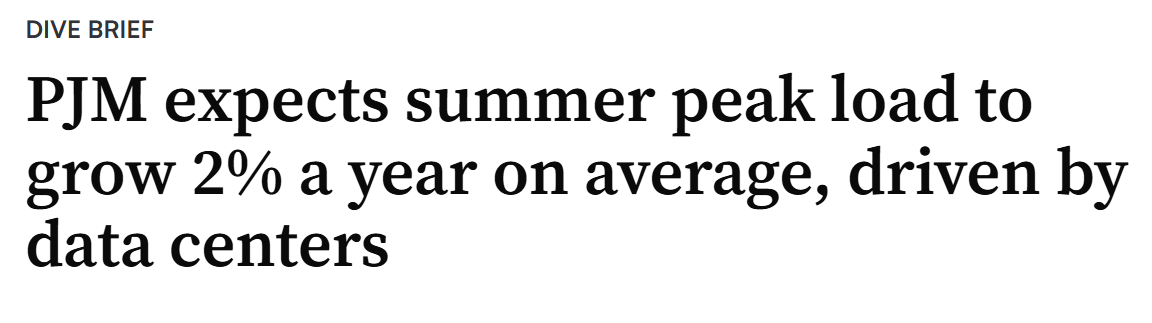 DIVE BRIEF
PJM expects summer peak load to
grow 2% a year on average, driven by
data centers